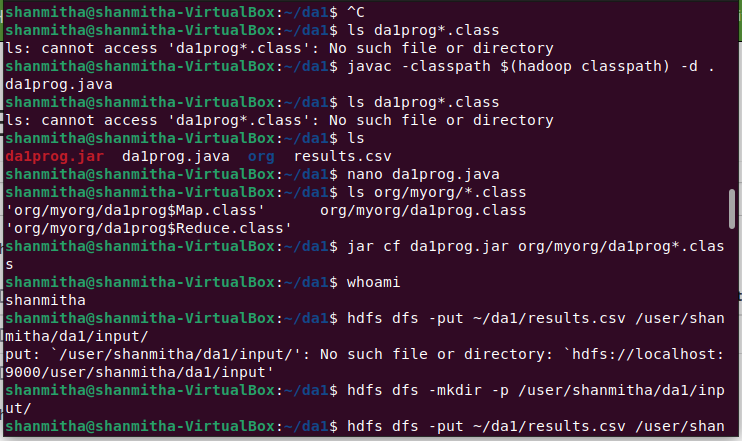 shanmitha@shanmitha-VirtualBox:~/da1$ ^C
shanmitha@shanmitha-VirtualBox:~/da1$ ls da1prog*.class
ls: cannot access 'da1prog*.class': No such file or directory
shanmitha@shanmitha-VirtualBox:~/da1$ javac -classpath $(hadoop classpath) -d .
da1prog.java
shanmitha@shanmitha-VirtualBox:~/da1$ ls da1prog*.class
ls: cannot access 'da1prog*.class': No such file or directory
shanmitha@shanmitha-VirtualBox:~/da1$ ls
da1prog.jar  da1prog.java  org  results.csv
shanmitha@shanmitha-VirtualBox:~/da1$ nano da1prog.java
shanmitha@shanmitha-VirtualBox:~/da1$ ls org/myorg/*.class
'org/myorg/da1prog$Map.class'      org/myorg/da1prog.class
'org/myorg/da1prog$Reduce.class'
shanmitha@shanmitha-VirtualBox:~/da1$ jar cf da1prog.jar org/myorg/da1prog*.clas
s
shanmitha@shanmitha-VirtualBox:~/da1$ whoami
shanmitha
shanmitha@shanmitha-VirtualBox:~/da1$ hdfs dfs -put ~/da1/results.csv /user/shan
mitha/da1/input/
put: `/user/shanmitha/da1/input/': No such file or directory: `hdfs://localhost:
9000/user/shanmitha/da1/input'
shanmitha@shanmitha-VirtualBox:~/da1$ hdfs dfs -mkdir -p /user/shanmitha/da1/inp
ut/
shanmitha@shanmitha-VirtualBox:~/da1$ hdfs dfs -put ~/da1/results.csv /user/shan